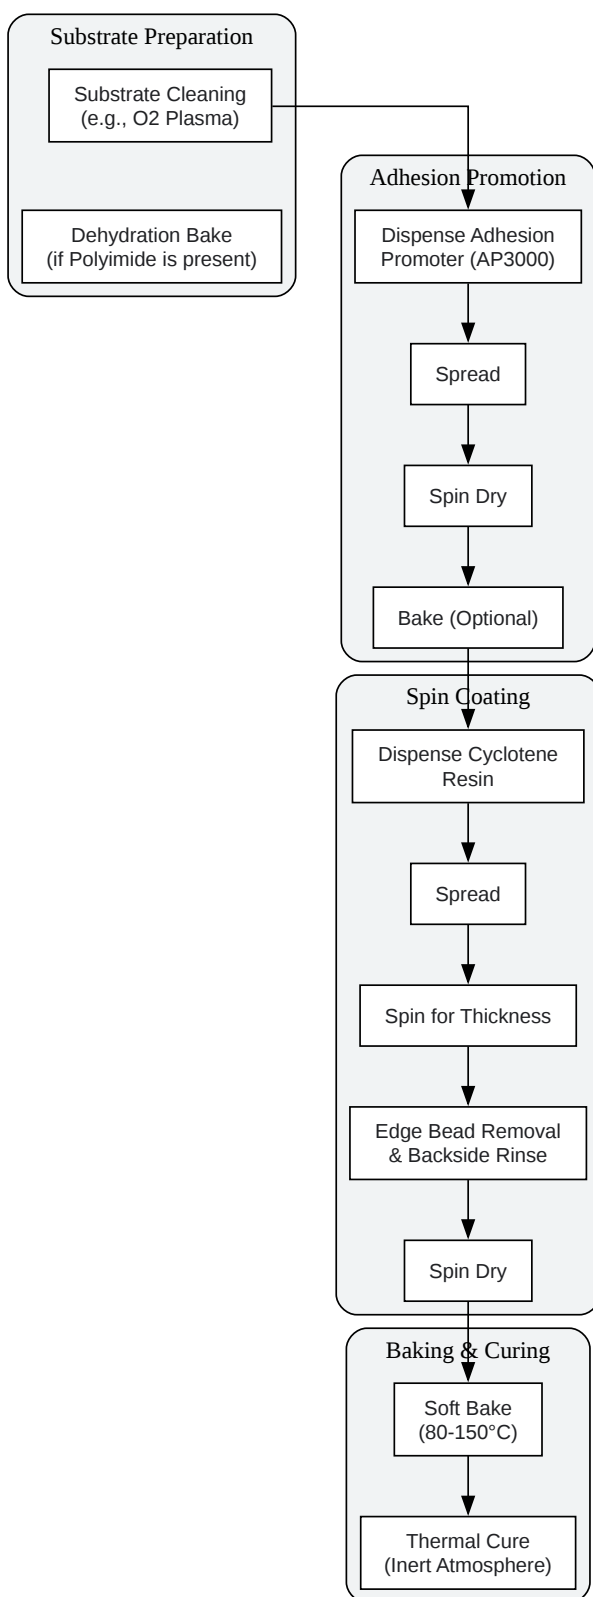 Substrate Preparation
Substrate Cleaning
(e.g., O2 Plasma)
Dehydration Bake
(if Polyimide is present)
Adhesion Promotion
Dispense Adhesion
Promoter (AP3000)
Spread
Spin Dry
Bake (Optional)
Spin Coating
Dispense Cyclotene
Resin
Spread
Spin for Thickness
Edge Bead Removal
& Backside Rinse
Spin Dry
Baking & Curing
Soft Bake
(80-150°C)
Thermal Cure
(Inert Atmosphere)